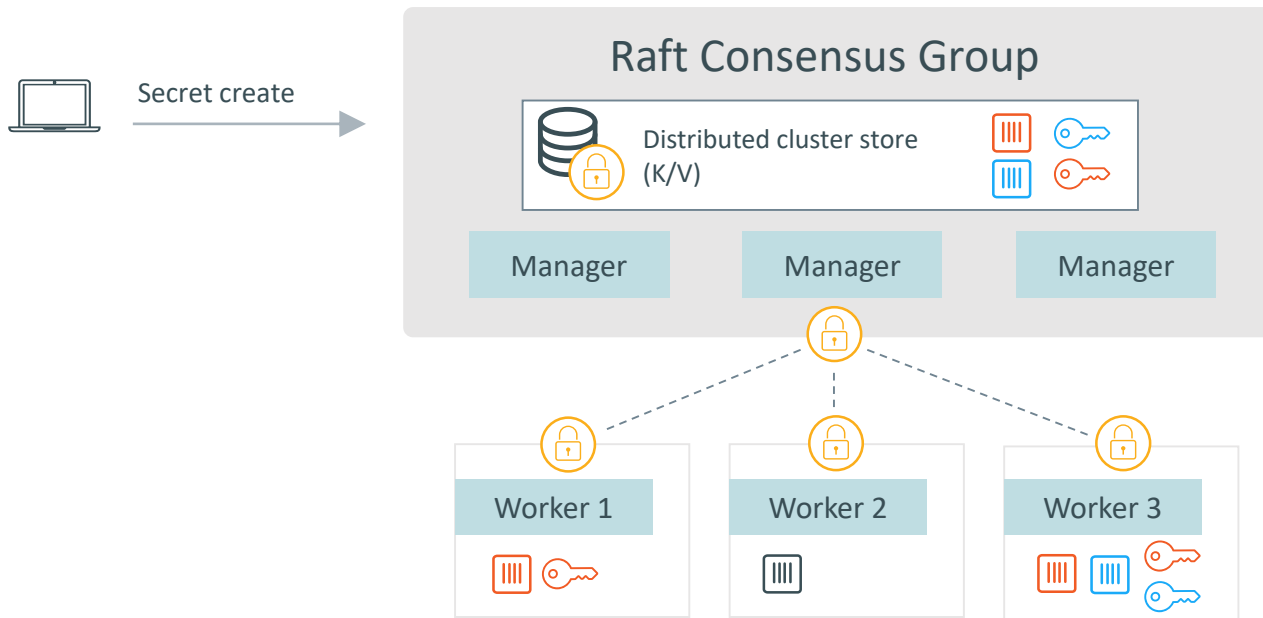 Raft Consensus Group
Secret create
Distributed cluster store
(K/V)
Manager
Manager
Manager
Worker 1
Worker 2
Worker 3